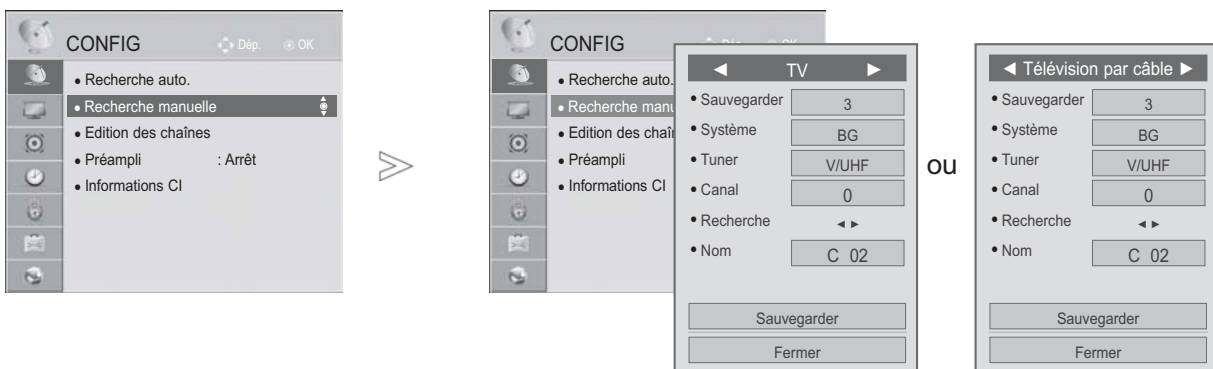 CONFIG Dép. OK
• Recherche auto.
• Recherche manuelle
• Edition des chaînes
• Préampli : Arrêt
• Informations CI
CONFIG
• Recherche auto.
• Recherche manu
• Edition des chaî
• Préampli
• Informations CI
◄ TV ►
• Sauvegarder 3
• Système BG
• Tuner V/UHF
• Canal 0
• Recherche ◄ ►
• Nom C 02
Sauvegarder
Fermer
ou
◄ Télévision par câble ►
• Sauvegarder 3
• Système BG
• Tuner V/UHF
• Canal 0
• Recherche ◄ ►
• Nom C 02
Sauvegarder
Fermer